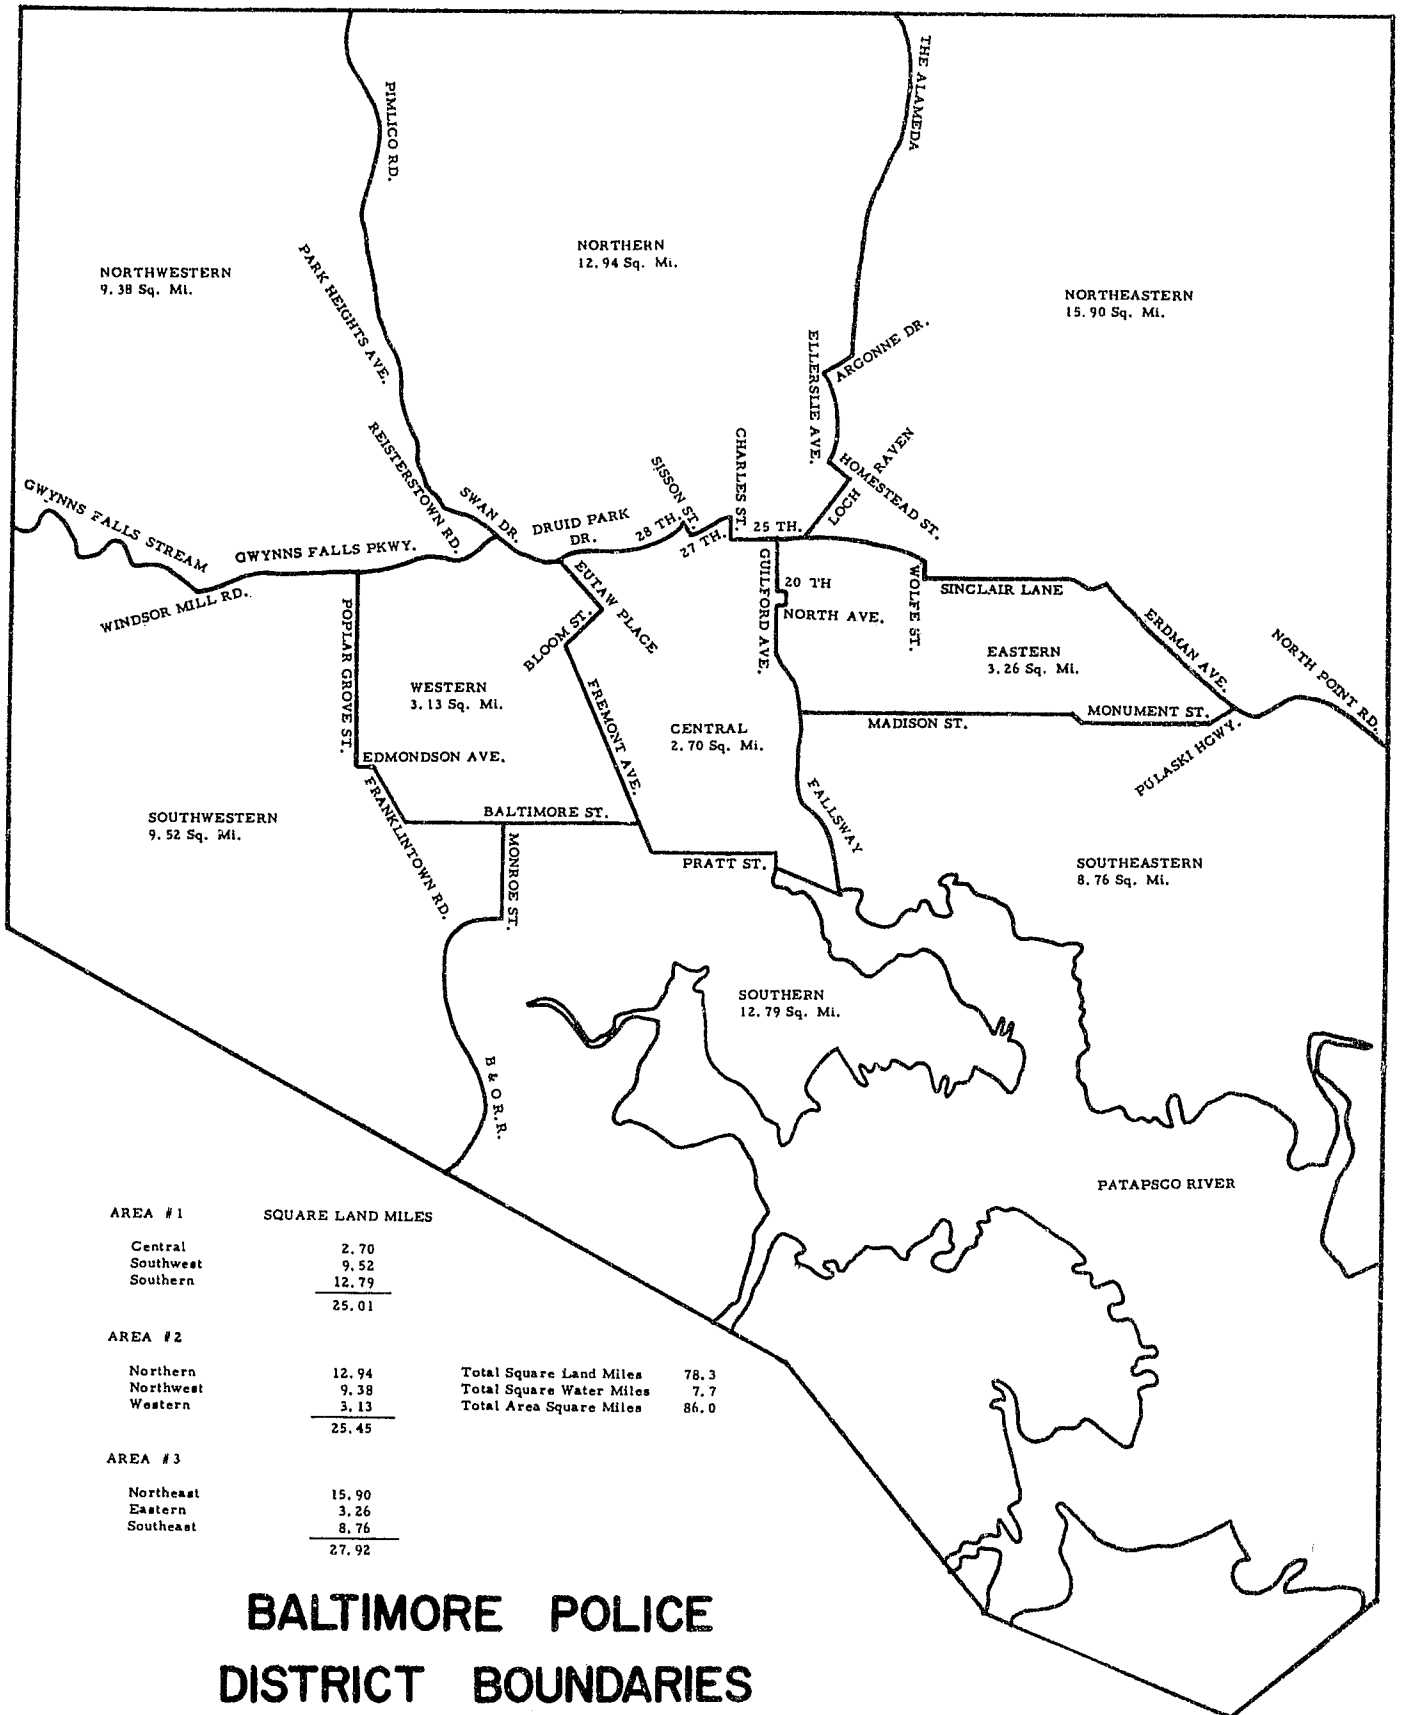 THE ALAMEDA
PIMLICO RD.
NORTHERN
12.94 Sq. Mi.
PARK HEIGHTS AVE.
NORTHWESTERN
9.38 Sq. Mi.
NORTHEASTERN
15.90 Sq. Mi.
ARGONNE DR.
ELLERSLIE AVE.
REISTERSTOWN RD.
CHARLES ST.
LOCH RAVEN
HOMESTEAD ST.
SISSON ST.
GWYNNS FALLS STREAM
SWAN DR.
DRUID PARK
DR.
28 TH.
27 TH.
25 TH.
GWYNNS FALLS PKWY.
WINDSOR MILL RD.
EUTAW PLACE
GUILFORD AVE.
20 TH
NORTH AVE.
WOLFE ST.
SINCLAIR LANE
POPLAR GROVE ST.
BLOOM ST.
ERDMAN AVE.
NORTH POINT RD.
EASTERN
3.26 Sq. Mi.
WESTERN
3.13 Sq. Mi.
FREMONT AVE.
CENTRAL
2.70 Sq. Mi.
MADISON ST.
MONUMENT ST.
PULASKI HGWY.
EDMONDSON AVE.
FRANKLINTOWN RD.
FALLSWAY
BALTIMORE ST.
SOUTHWESTERN
9.52 Sq. Mi.
MONROE ST.
PRATT ST.
SOUTHEASTERN
8.76 Sq. Mi.
SOUTHERN
12.79 Sq. Mi.
B & O R.R.
PATAPSCO RIVER
AREA #1 SQUARE LAND MILES
Central 2.70
Southwest 9.52
Southern 12.79
25.01
AREA #2
Northern 12.94 Total Square Land Miles 78.3
Northwest 9.38 Total Square Water Miles 7.7
Western 3.13 Total Area Square Miles 86.0
25.45
AREA #3
Northeast 15.90
Eastern 3.26
Southeast 8.76
27.92
BALTIMORE POLICE
DISTRICT BOUNDARIES